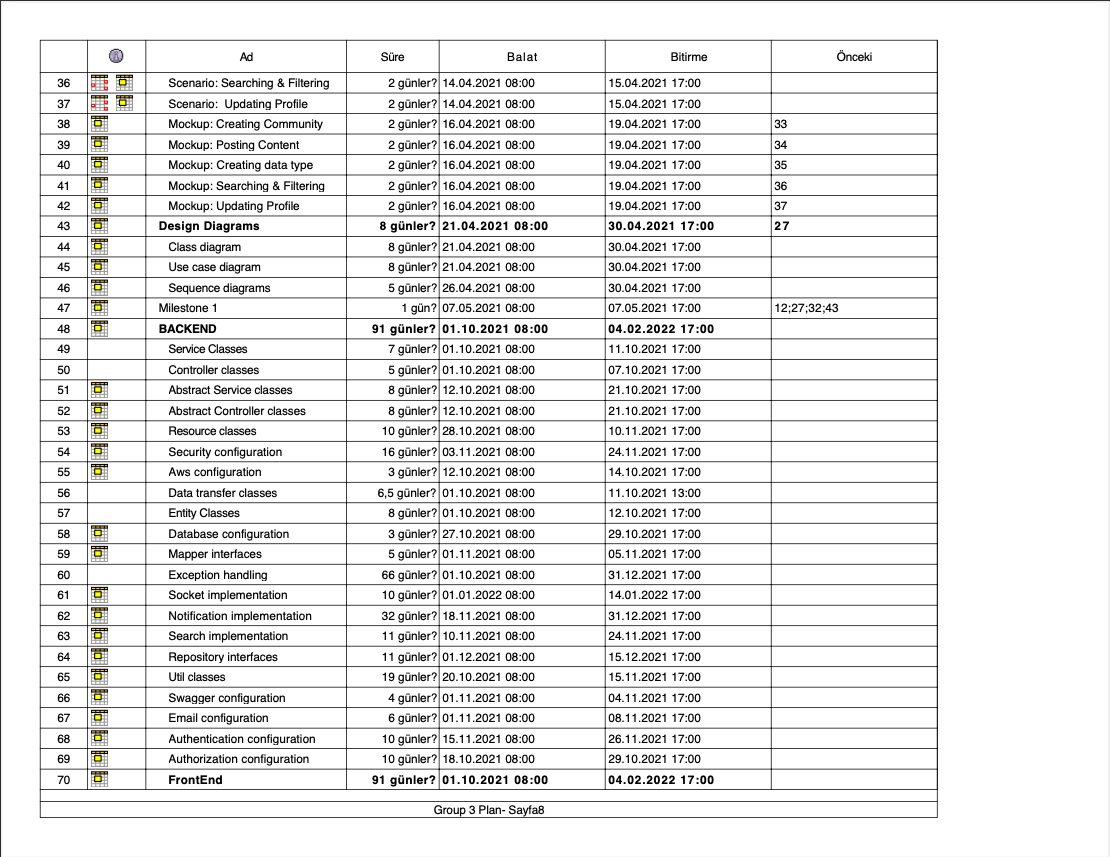 Ad Süre Balat Bitirme Önceki
36 Scenario: Searching & Filtering 2 günler? 14.04.2021 08:00 15.04.2021 17:00
37 Scenario: Updating Profile 2 günler? 14.04.2021 08:00 15.04.2021 17:00
38 Mockup: Creating Community 2 günler? 16.04.2021 08:00 19.04.2021 17:00 33
39 Mockup: Posting Content 2 günler? 16.04.2021 08:00 19.04.2021 17:00 34
40 Mockup: Creating data type 2 günler? 16.04.2021 08:00 19.04.2021 17:00 35
41 Mockup: Searching & Filtering 2 günler? 16.04.2021 08:00 19.04.2021 17:00 36
42 Mockup: Updating Profile 2 günler? 16.04.2021 08:00 19.04.2021 17:00 37
43 Design Diagrams 8 günler? 21.04.2021 08:00 30.04.2021 17:00 27
44 Class diagram 8 günler? 21.04.2021 08:00 30.04.2021 17:00
45 Use case diagram 8 günler? 21.04.2021 08:00 30.04.2021 17:00
46 Sequence diagrams 5 günler? 26.04.2021 08:00 30.04.2021 17:00
47 Milestone 1 1 gün? 07.05.2021 08:00 07.05.2021 17:00 12;27;32;43
48 BACKEND 91 günler? 01.10.2021 08:00 04.02.2022 17:00
49 Service Classes 7 günler? 01.10.2021 08:00 11.10.2021 17:00
50 Controller classes 5 günler? 01.10.2021 08:00 07.10.2021 17:00
51 Abstract Service classes 8 günler? 12.10.2021 08:00 21.10.2021 17:00
52 Abstract Controller classes 8 günler? 12.10.2021 08:00 21.10.2021 17:00
53 Resource classes 10 günler? 28.10.2021 08:00 10.11.2021 17:00
54 Security configuration 16 günler? 03.11.2021 08:00 24.11.2021 17:00
55 Aws configuration 3 günler? 12.10.2021 08:00 14.10.2021 17:00
56 Data transfer classes 6,5 günler? 01.10.2021 08:00 11.10.2021 13:00
57 Entity Classes 8 günler? 01.10.2021 08:00 12.10.2021 17:00
58 Database configuration 3 günler? 27.10.2021 08:00 29.10.2021 17:00
59 Mapper interfaces 5 günler? 01.11.2021 08:00 05.11.2021 17:00
60 Exception handling 66 günler? 01.10.2021 08:00 31.12.2021 17:00
61 Socket implementation 10 günler? 01.01.2022 08:00 14.01.2022 17:00
62 Notification implementation 32 günler? 18.11.2021 08:00 31.12.2021 17:00
63 Search implementation 11 günler? 10.11.2021 08:00 24.11.2021 17:00
64 Repository interfaces 11 günler? 01.12.2021 08:00 15.12.2021 17:00
65 Util classes 19 günler? 20.10.2021 08:00 15.11.2021 17:00
66 Swagger configuration 4 günler? 01.11.2021 08:00 04.11.2021 17:00
67 Email configuration 6 günler? 01.11.2021 08:00 08.11.2021 17:00
68 Authentication configuration 10 günler? 15.11.2021 08:00 26.11.2021 17:00
69 Authorization configuration 10 günler? 18.10.2021 08:00 29.10.2021 17:00
70 FrontEnd 91 günler? 01.10.2021 08:00 04.02.2022 17:00
Group 3 Plan- Sayfa8